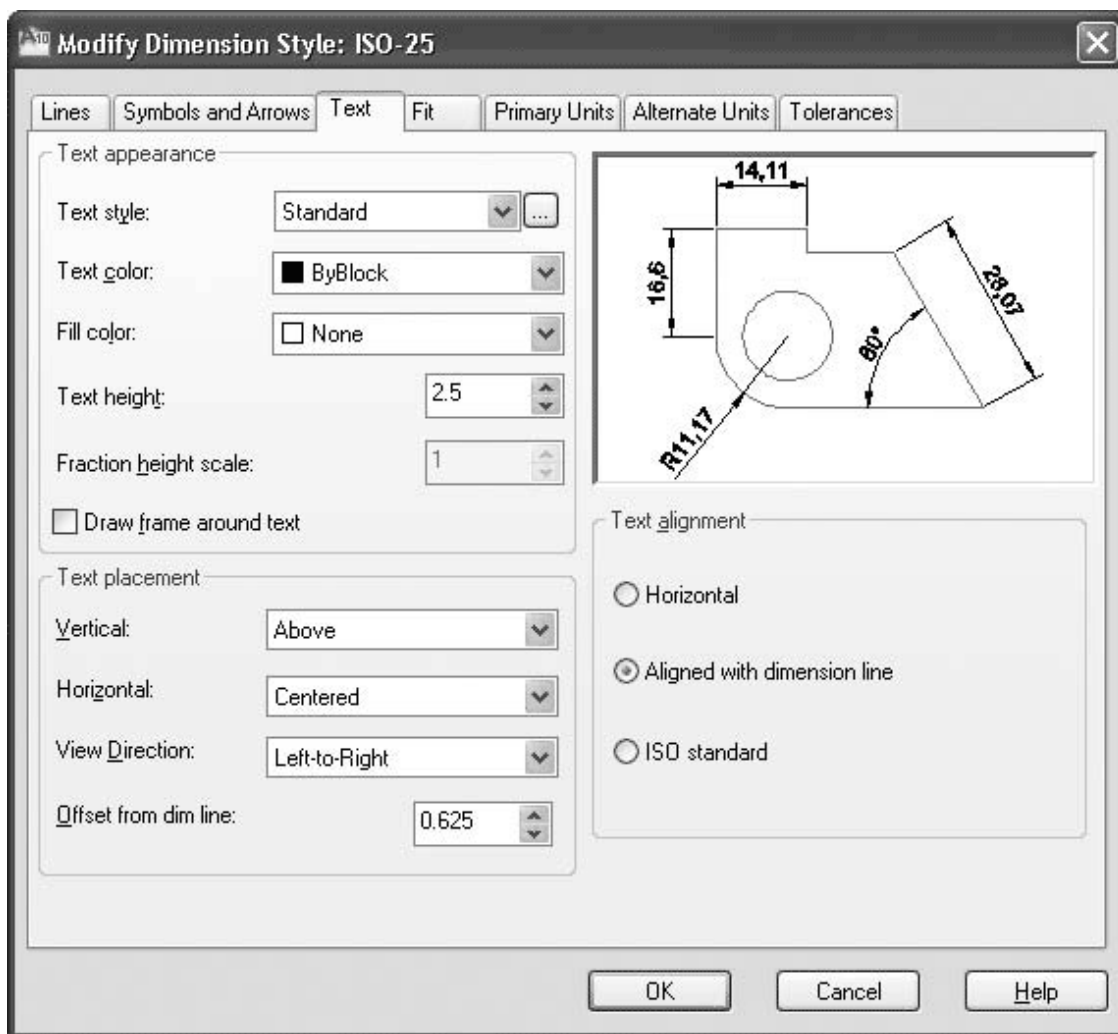 Modify Dimension Style: ISO-25
Lines Symbols and Arrows Text Fit Primary Units Alternate Units Tolerances
Text appearance
Text style: Standard ...
Text color: ByBlock
Fill color: None
Text height: 2.5
Fraction height scale: 1
Draw frame around text
Text placement
Vertical: Above
Horizontal: Centered
View Direction: Left-to-Right
Offset from dim line: 0.625
14,11
16,6
28,07
60°
R11,17
Text alignment
Horizontal
Aligned with dimension line
ISO standard
OK Cancel Help